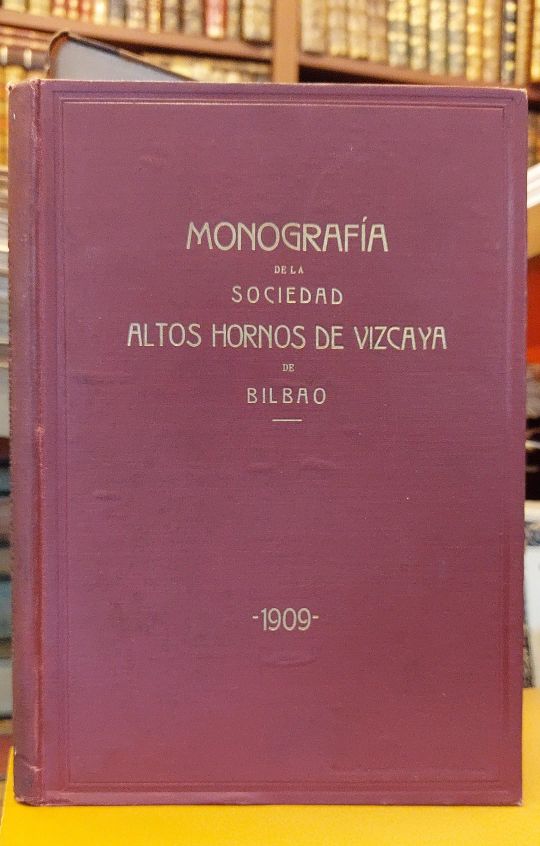 MONOGRAFÍA
DE LA
SOCIEDAD
ALTOS HORNOS DE VIZCAYA
DE
BILBAO
-1909-